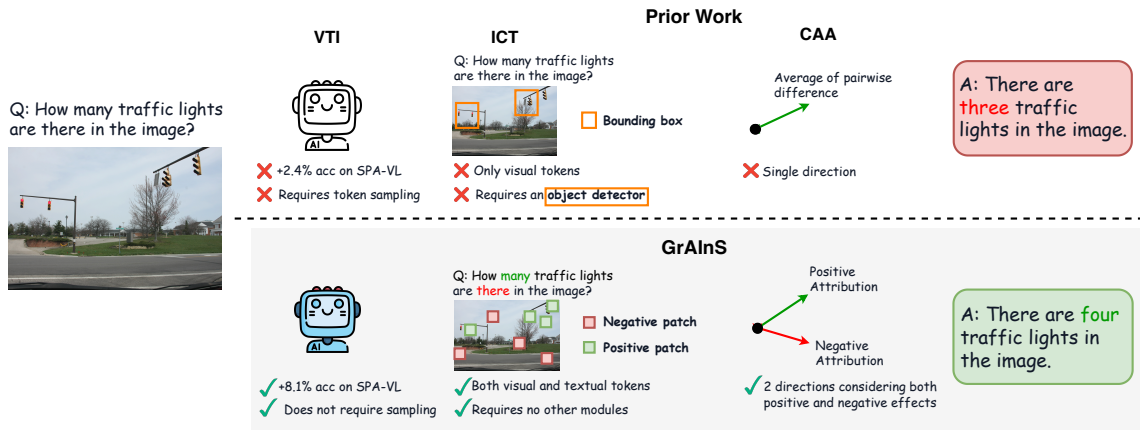 Prior Work
VTI
ICT
CAA
Q: How many traffic lights
are there in the image?
Q: How many traffic lights
are there in the image?
AI
Bounding box
Average of pairwise
difference
A: There are
three traffic
lights in the image.
+2.4% acc on SPA-VL
Requires token sampling
Only visual tokens
Requires an object detector
Single direction
GrAInS
AI
Q: How many traffic lights
are there in the image?
Negative patch
Positive patch
Positive
Attribution
Negative
Attribution
A: There are four
traffic lights in
the image.
+8.1% acc on SPA-VL
Does not require sampling
Both visual and textual tokens
Requires no other modules
2 directions considering both
positive and negative effects